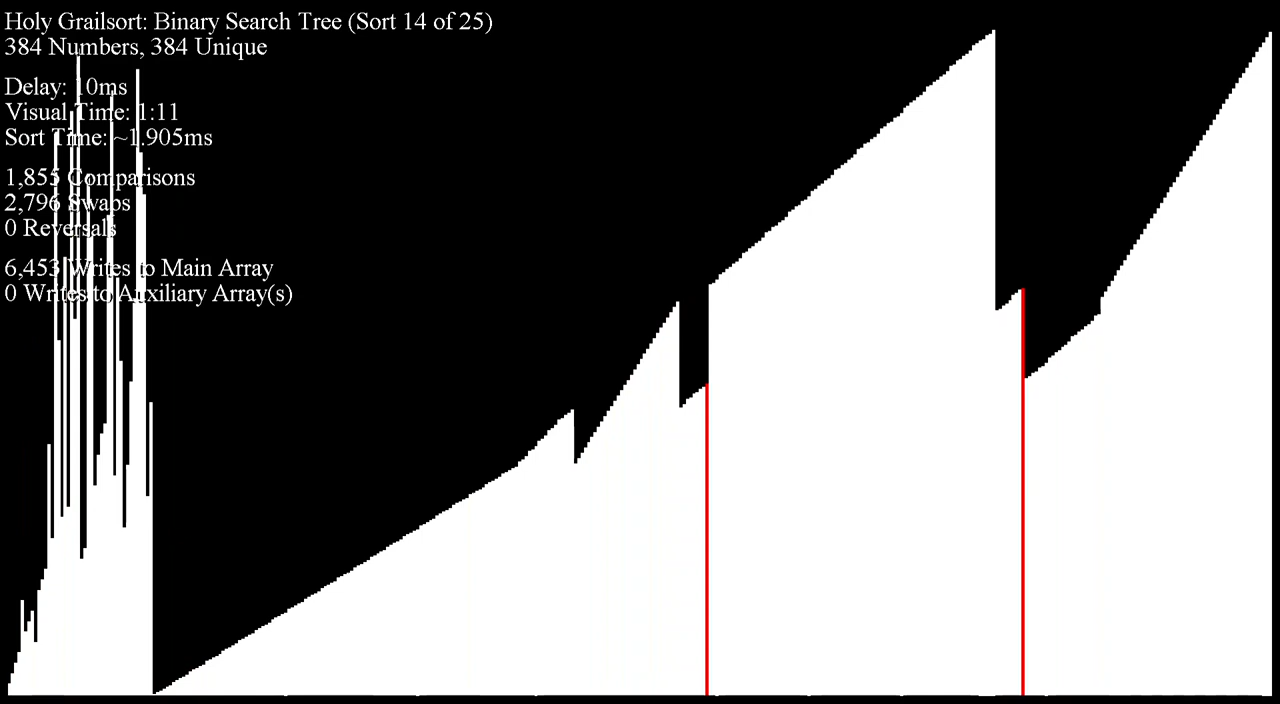 Holy Grailsort: Binary Search Tree (Sort 14 of 25)
384 Numbers, 384 Unique
Delay: 10ms
Visual Time: 1:11
Sort Time: ~1.905ms
1,855 Comparisons
2,796 Swaps
0 Reversals
6,453 Writes to Main Array
0 Writes to Auxiliary Array(s)